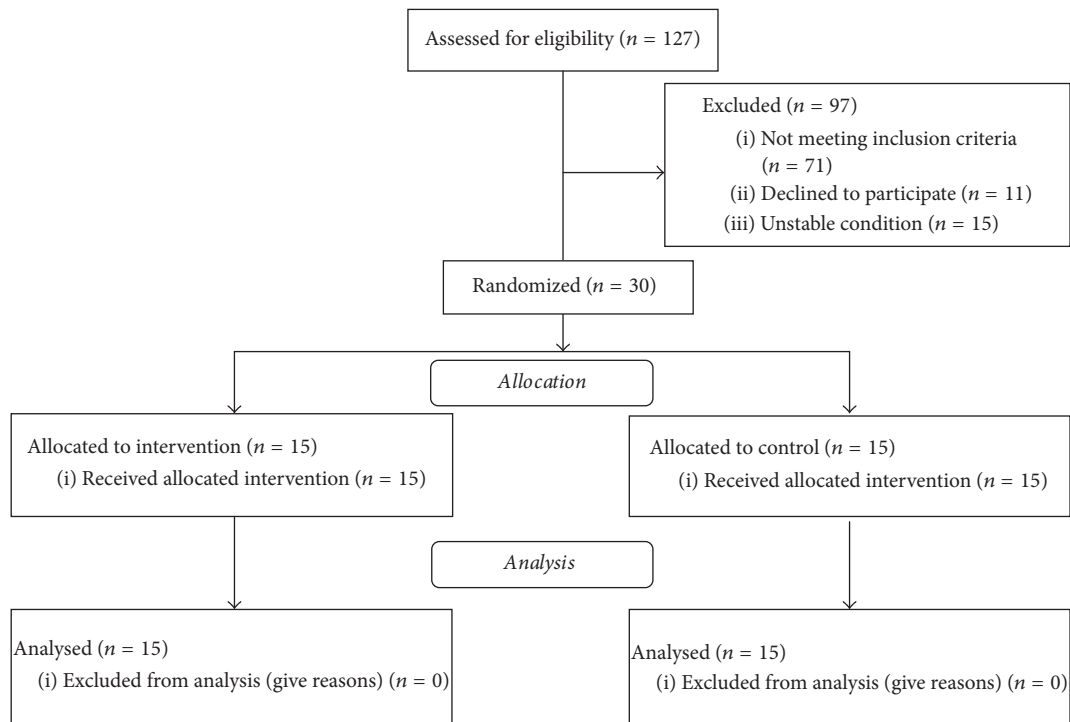 Assessed for eligibility (n = 127)
Excluded (n = 97)
(i) Not meeting inclusion criteria
(n = 71)
(ii) Declined to participate (n = 11)
(iii) Unstable condition (n = 15)
Randomized (n = 30)
Allocation
Allocated to intervention (n = 15)
(i) Received allocated intervention (n = 15)
Allocated to control (n = 15)
(i) Received allocated intervention (n = 15)
Analysis
Analysed (n = 15)
(i) Excluded from analysis (give reasons) (n = 0)
Analysed (n = 15)
(i) Excluded from analysis (give reasons) (n = 0)